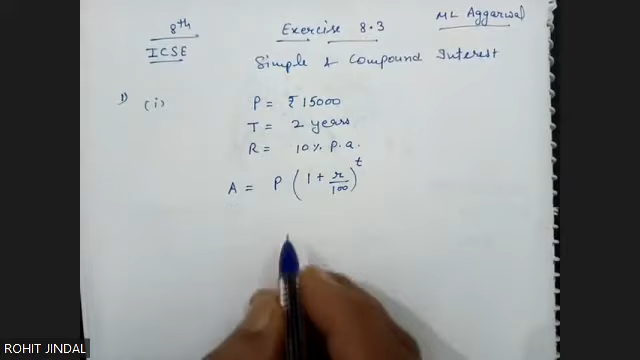 8th
ICSE
Exercise 8.3
ML Aggarwal
Simple & Compound Interest
1) (i)
P = ₹15000
T = 2 years
R = 10% p.a.
A = P (1 + r/100)^t
ROHIT JINDAL